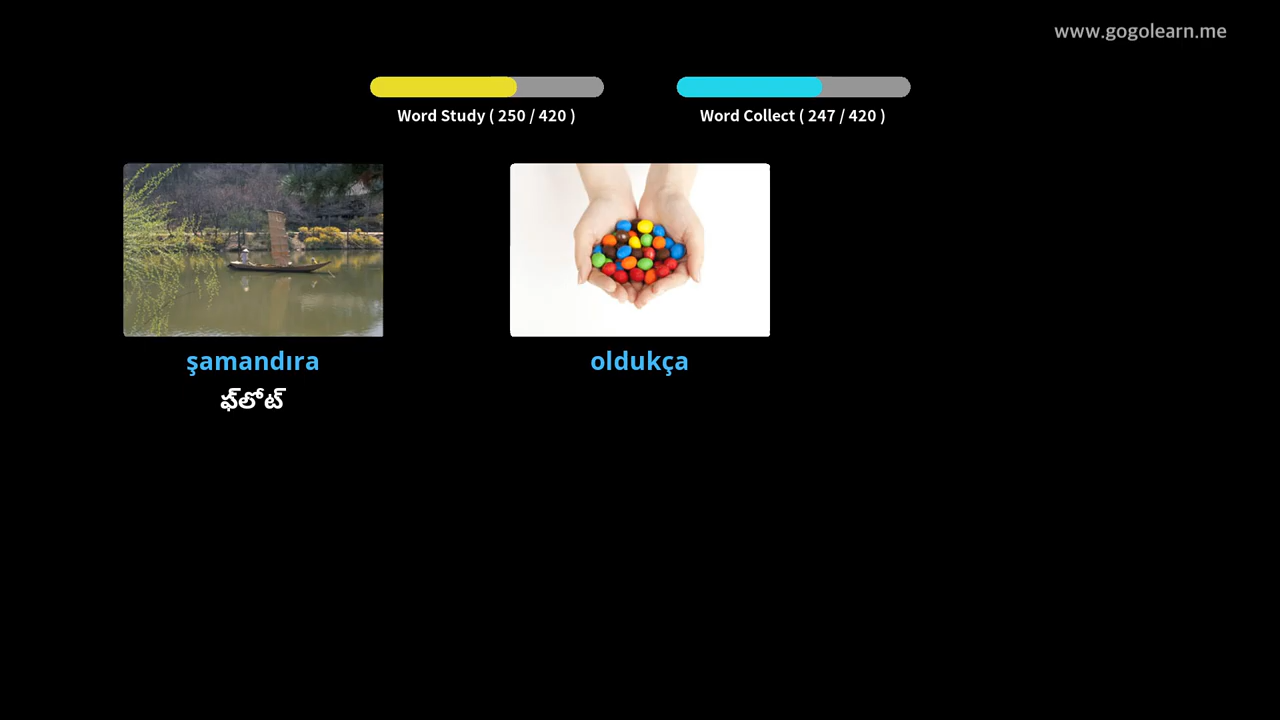 www.gogolearn.me
Word Study ( 250 / 420 )
Word Collect ( 247 / 420 )
şamandıra
oldukça
ఫ్లోట్